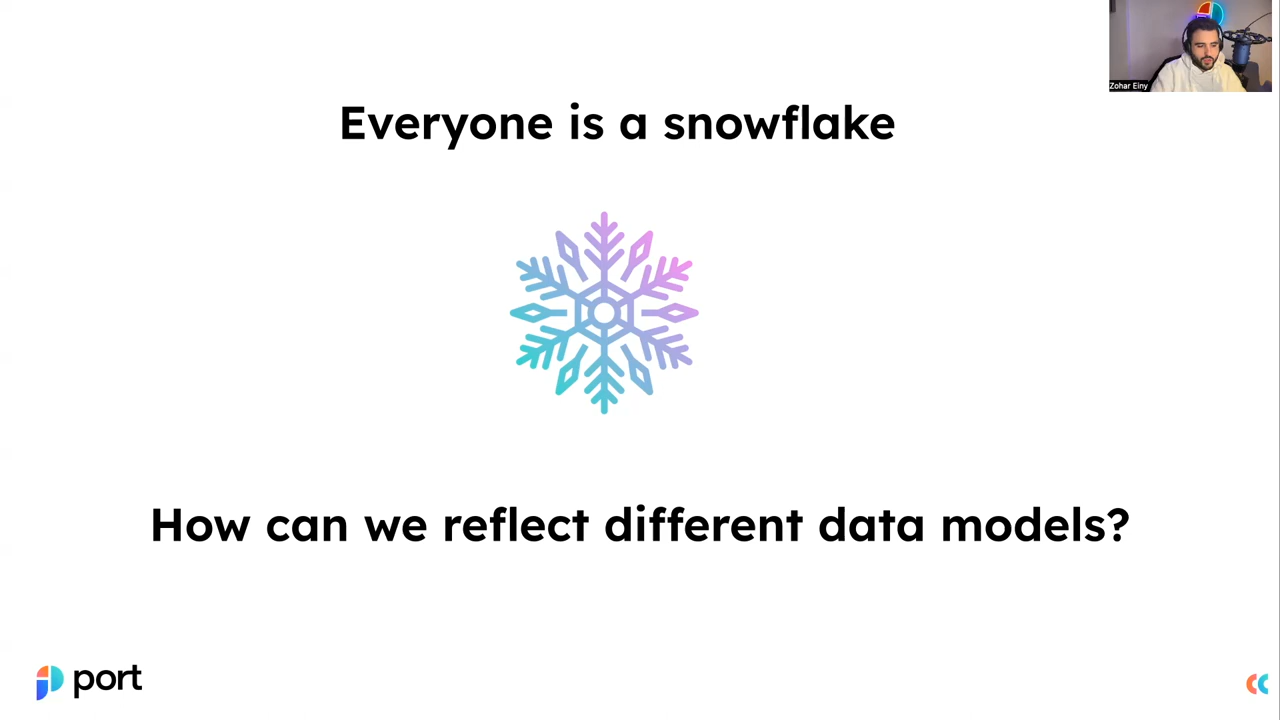 Zohar Einy
Everyone is a snowflake
How can we reflect different data models?
port